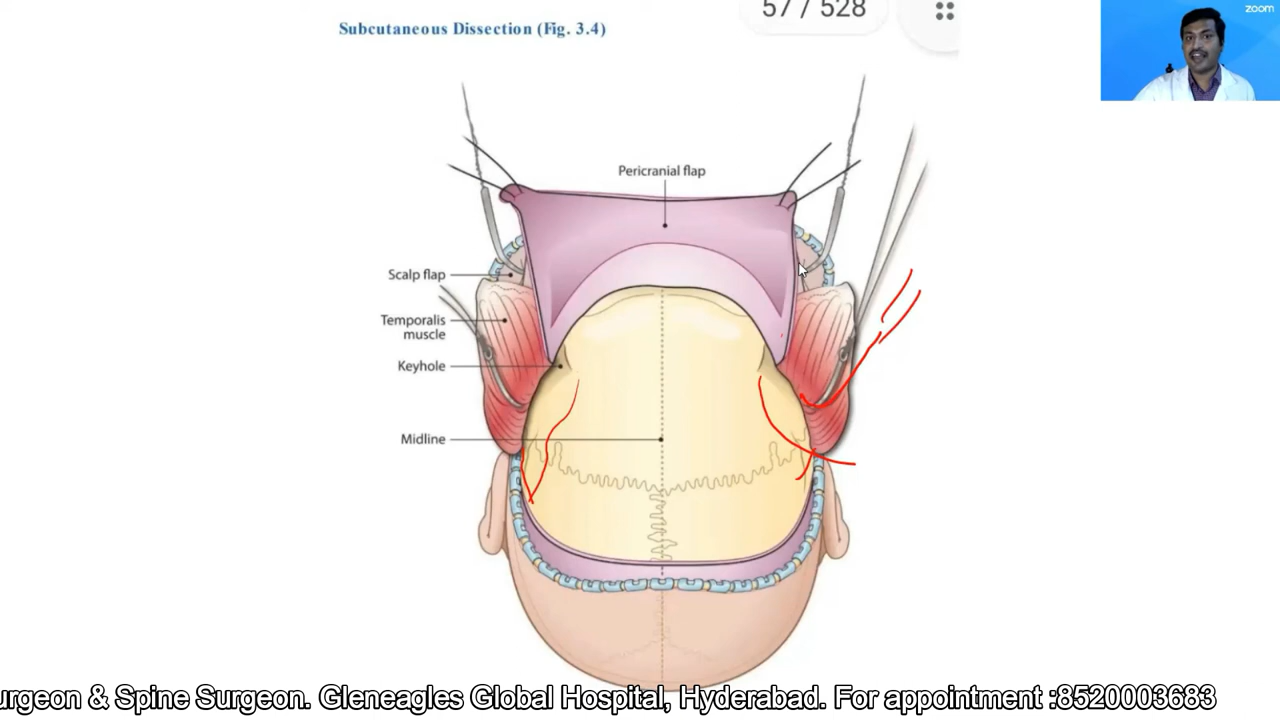 57 / 528
zoom
Subcutaneous Dissection (Fig. 3.4)
Pericranial flap
Scalp flap
Temporalis
muscle
Keyhole
Midline
urgeon & Spine Surgeon. Gleneagles Global Hospital, Hyderabad. For appointment :8520003683